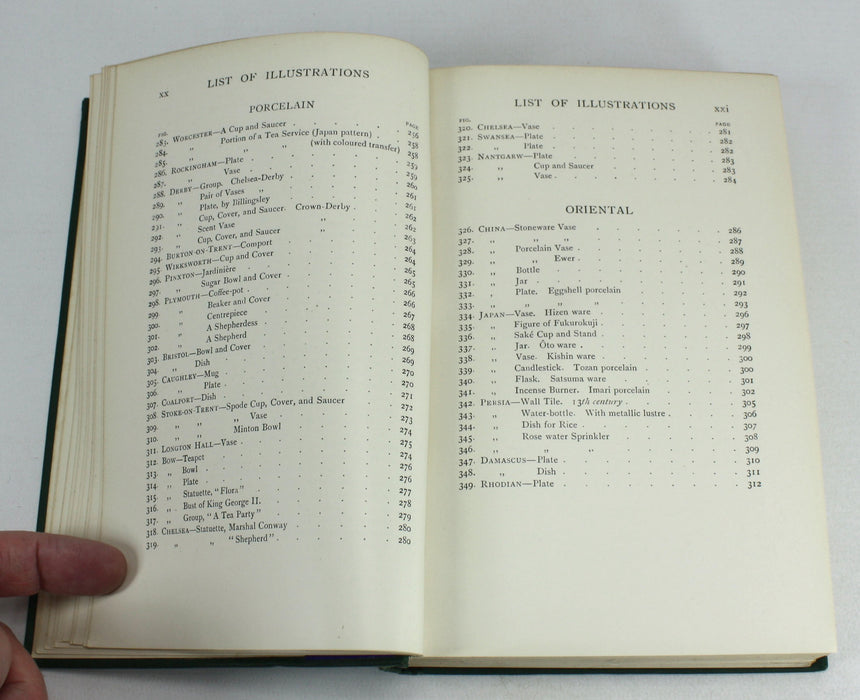 xx
LIST OF ILLUSTRATIONS
PORCELAIN
FIG. PAGE
283. WORCESTER—A Cup and Saucer . . . . . 256
284. „ Portion of a Tea Service (Japan pattern) . 258
285. „ „ „ (with coloured transfer) 258
286. ROCKINGHAM—Plate . . . . . 259
287. „ Vase . . . . . 259
288. DERBY—Group. Chelsea-Derby . . . . . 260
289. „ Pair of Vases „ . . . . . 261
290. „ Plate, by Billingsley . . . . . 261
291. „ Cup, Cover, and Saucer. Crown-Derby . . 262
292. „ Scent Vase „ . . 262
293. „ Cup, Cover, and Saucer „ . . 263
294. BURTON-ON-TRENT—Comport . . . . . 264
295. WIRKSWORTH—Cup and Cover . . . . . 264
296. PINXTON—Jardinière . . . . . 265
297. „ Sugar Bowl and Cover . . . . . 265
298. PLYMOUTH—Coffee-pot . . . . . 266
299. „ Beaker and Cover . . . . . 266
300. „ Centrepiece . . . . . 267
301. „ A Shepherdess . . . . . 268
302. „ A Shepherd . . . . . 268
303. BRISTOL—Bowl and Cover . . . . . 269
304. „ Dish . . . . . 269
305. CAUGHLEY—Mug . . . . . 270
306. „ Plate . . . . . 270
307. COALPORT—Dish . . . . . 271
308. STOKE-ON-TRENT—Spode Cup, Cover, and Saucer . 272
309. „ „ „ Vase . . . 273
310. „ „ Minton Bowl . . . 274
311. LONGTON HALL—Vase . . . . . 275
312. BOW—Teapot . . . . . 274
313. „ Bowl . . . . . 276
314. „ Plate . . . . . 276
315. „ Statuette, “Flora” . . . . . 277
316. „ Bust of King George II. . . . . . 278
317. „ Group, “A Tea Party” . . . . . 279
318. CHELSEA—Statuette, Marshal Conway . . . . . 280
319. „ „ “Shepherd” . . . . . 280
LIST OF ILLUSTRATIONS xxi
FIG. PAGE
320. CHELSEA—Vase . . . . . 281
321. SWANSEA—Plate . . . . . 282
322. „ Plate . . . . . 282
323. NANTGARW—Plate . . . . . 283
324. „ Cup and Saucer . . . . . 283
325. „ Vase . . . . . 284
ORIENTAL
326. CHINA—Stoneware Vase . . . . . 286
327. „ „ „ . . . . . 287
328. „ Porcelain Vase . . . . . 288
329. „ „ Ewer . . . . . 289
330. „ Bottle . . . . . 290
331. „ Jar . . . . . 291
332. „ Plate. Eggshell porcelain . . . . . 292
333. „ „ „ „ . . . . . 293
334. JAPAN—Vase. Hizen ware . . . . . 296
335. „ Figure of Fukurokuji . . . . . 297
336. „ Saké Cup and Stand . . . . . 298
337. „ Jar. Ôto ware . . . . . 299
338. „ Vase. Kishin ware . . . . . 300
339. „ Candlestick. Tozan porcelain . . . . . 300
340. „ Flask. Satsuma ware . . . . . 301
341. „ Incense Burner. Imari porcelain . . . . . 302
342. PERSIA—Wall Tile. 13th century . . . . . 305
343. „ Water-bottle. With metallic lustre . . . . . 306
344. „ Dish for Rice . . . . . 307
345. „ Rose water Sprinkler . . . . . 308
346. „ „ „ . . . . . 309
347. DAMASCUS—Plate . . . . . 310
348. „ Dish . . . . . 311
349. RHODIAN—Plate . . . . . 312